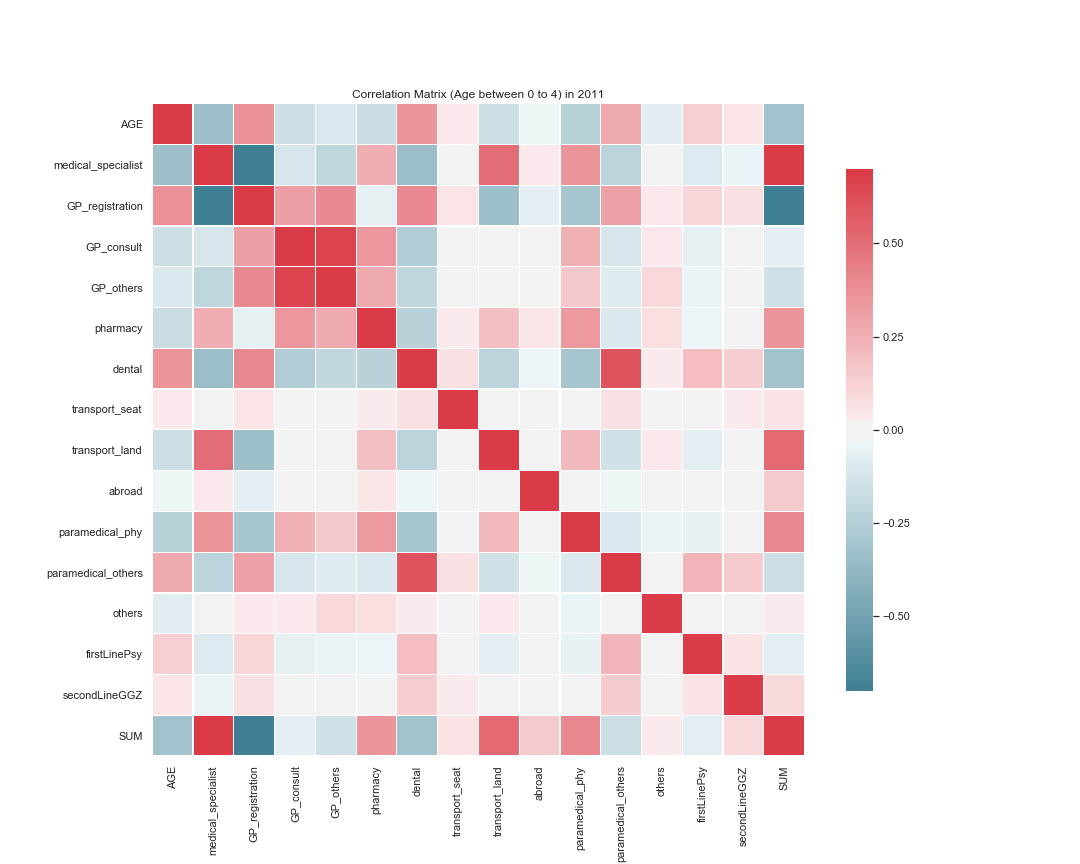 Correlation Matrix (Age between 0 to 4) in 2011
AGE
medical_specialist
GP_registration
GP_consult
GP_others
pharmacy
dental
transport_seat
transport_land
abroad
paramedical_phy
paramedical_others
others
firstLinePsy
secondLineGGZ
SUM
AGE
medical_specialist
GP_registration
GP_consult
GP_others
pharmacy
dental
transport_seat
transport_land
abroad
paramedical_phy
paramedical_others
others
firstLinePsy
secondLineGGZ
SUM
0.50
0.25
0.00
−0.25
−0.50